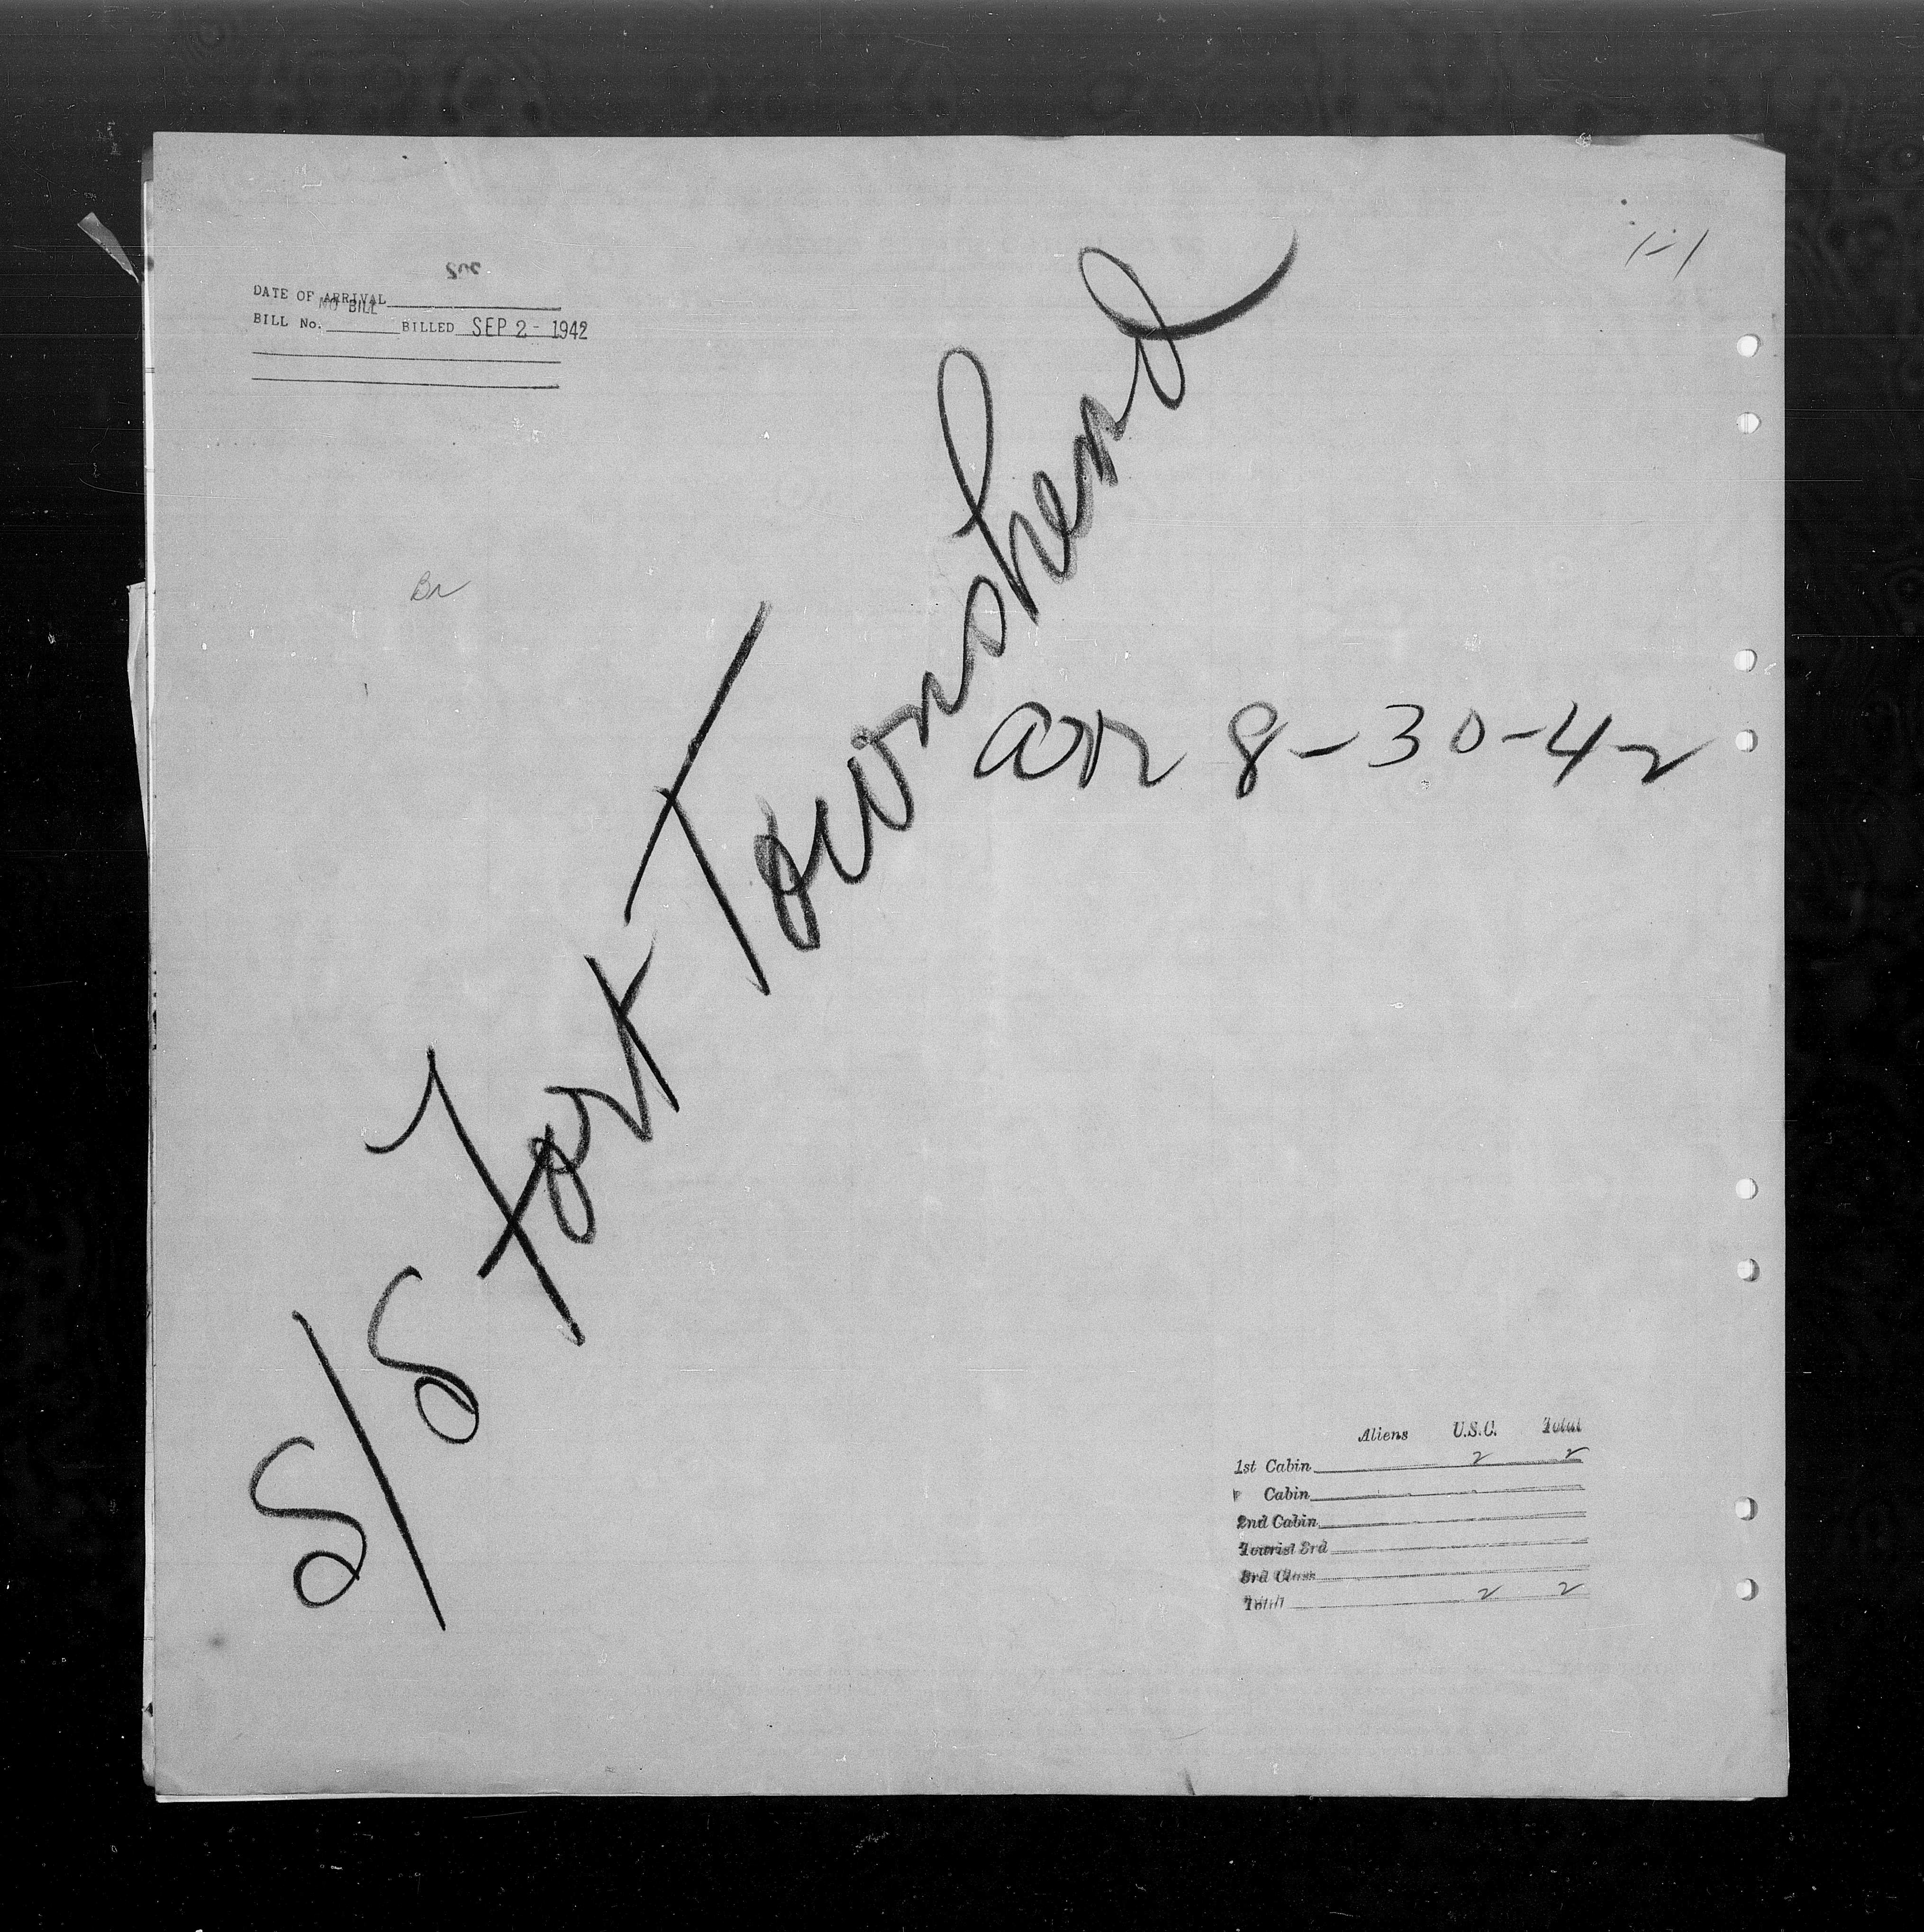 1-1
DATE OF ARRIVAL
NO BILL
BILL No. BILLED SEP 2 - 1942
Br
S/S Fort Townshend
arr 8-30-42
Aliens U.S.C. Total
1st Cabin 2 2
Cabin
2nd Cabin
Tourist 3rd
3rd Class
Total 2 2